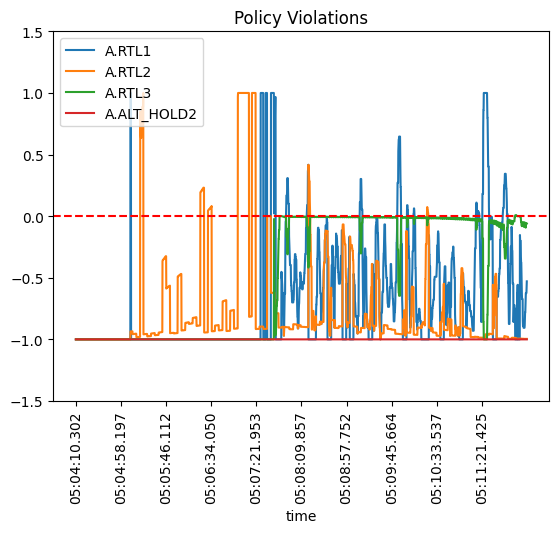 Policy Violations
A.RTL1
A.RTL2
A.RTL3
A.ALT_HOLD2
1.5
1.0
0.5
0.0
−0.5
−1.0
−1.5
05:04:10.302
05:04:58.197
05:05:46.112
05:06:34.050
05:07:21.953
05:08:09.857
05:08:57.752
05:09:45.664
05:10:33.537
05:11:21.425
time